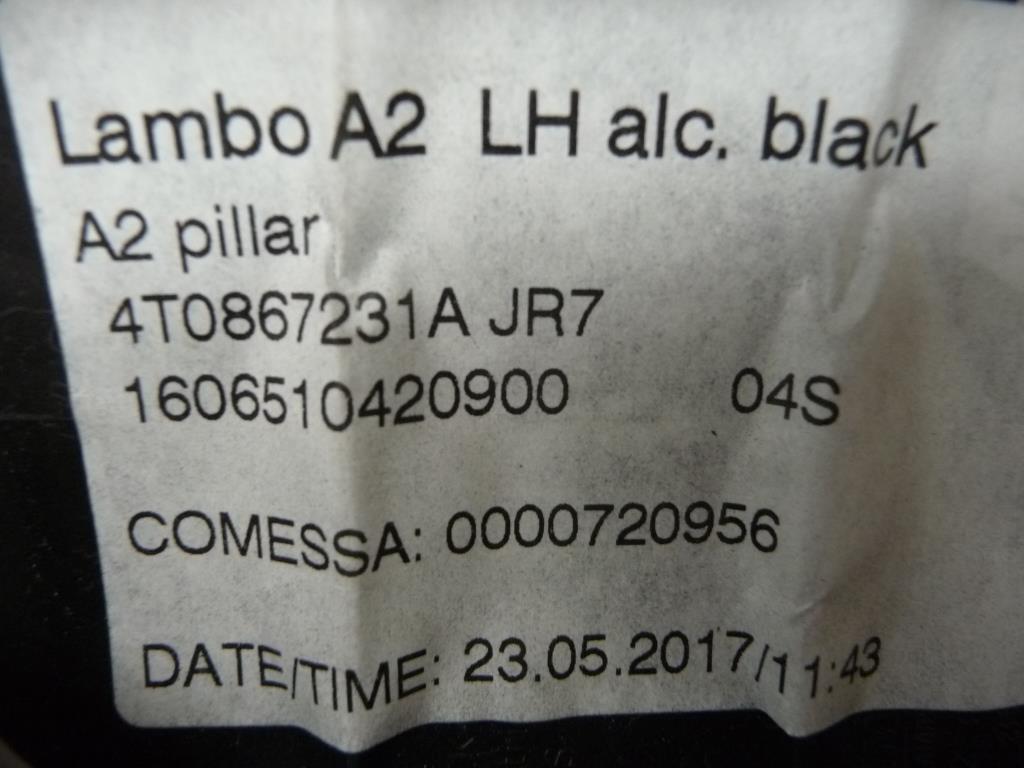 Lambo A2 LH alc. black
A2 pillar
4T0867231A JR7
1606510420900 04S
COMESSA: 0000720956
DATE/TIME: 23.05.2017/11:43